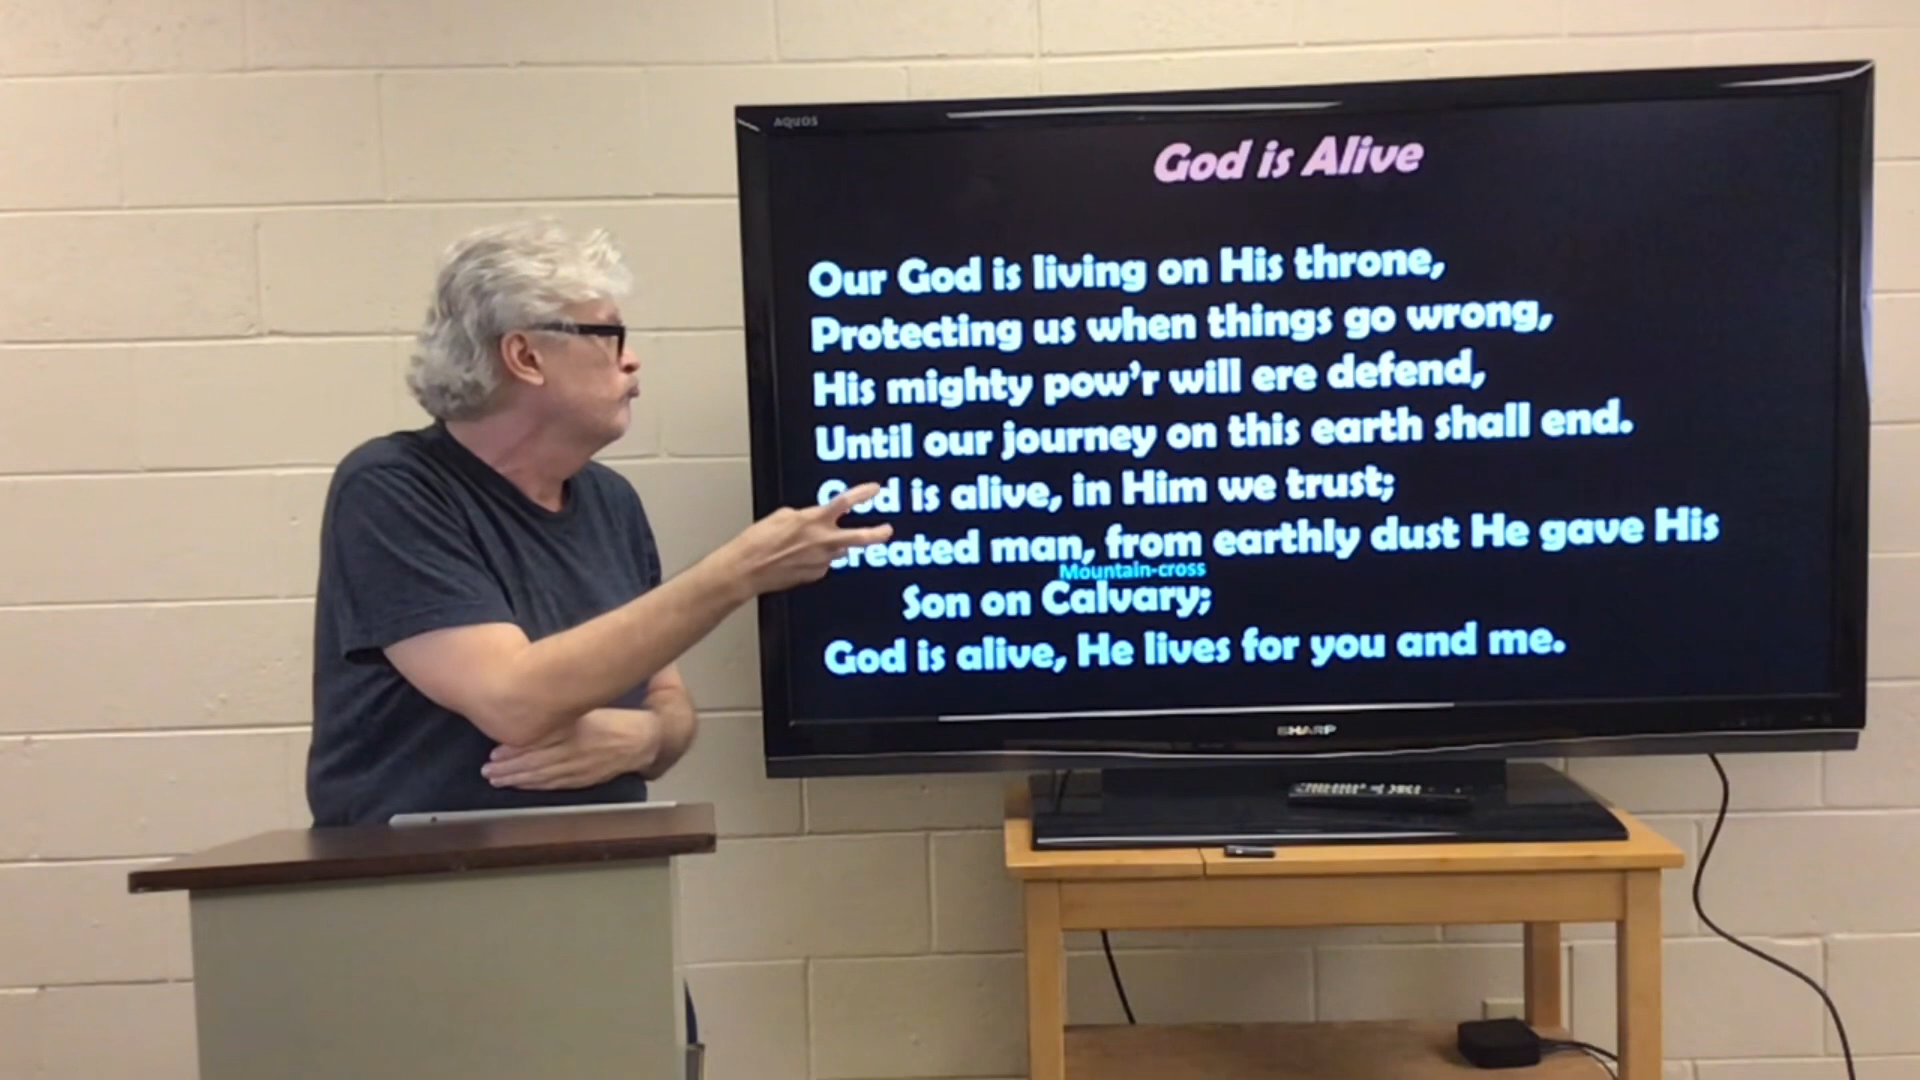 AQUOS
God is Alive
Our God is living on His throne,
Protecting us when things go wrong,
His mighty pow'r will ere defend,
Until our journey on this earth shall end.
God is alive, in Him we trust;
Created man, from earthly dust He gave His
Mountain-cross
Son on Calvary;
God is alive, He lives for you and me.
SHARP